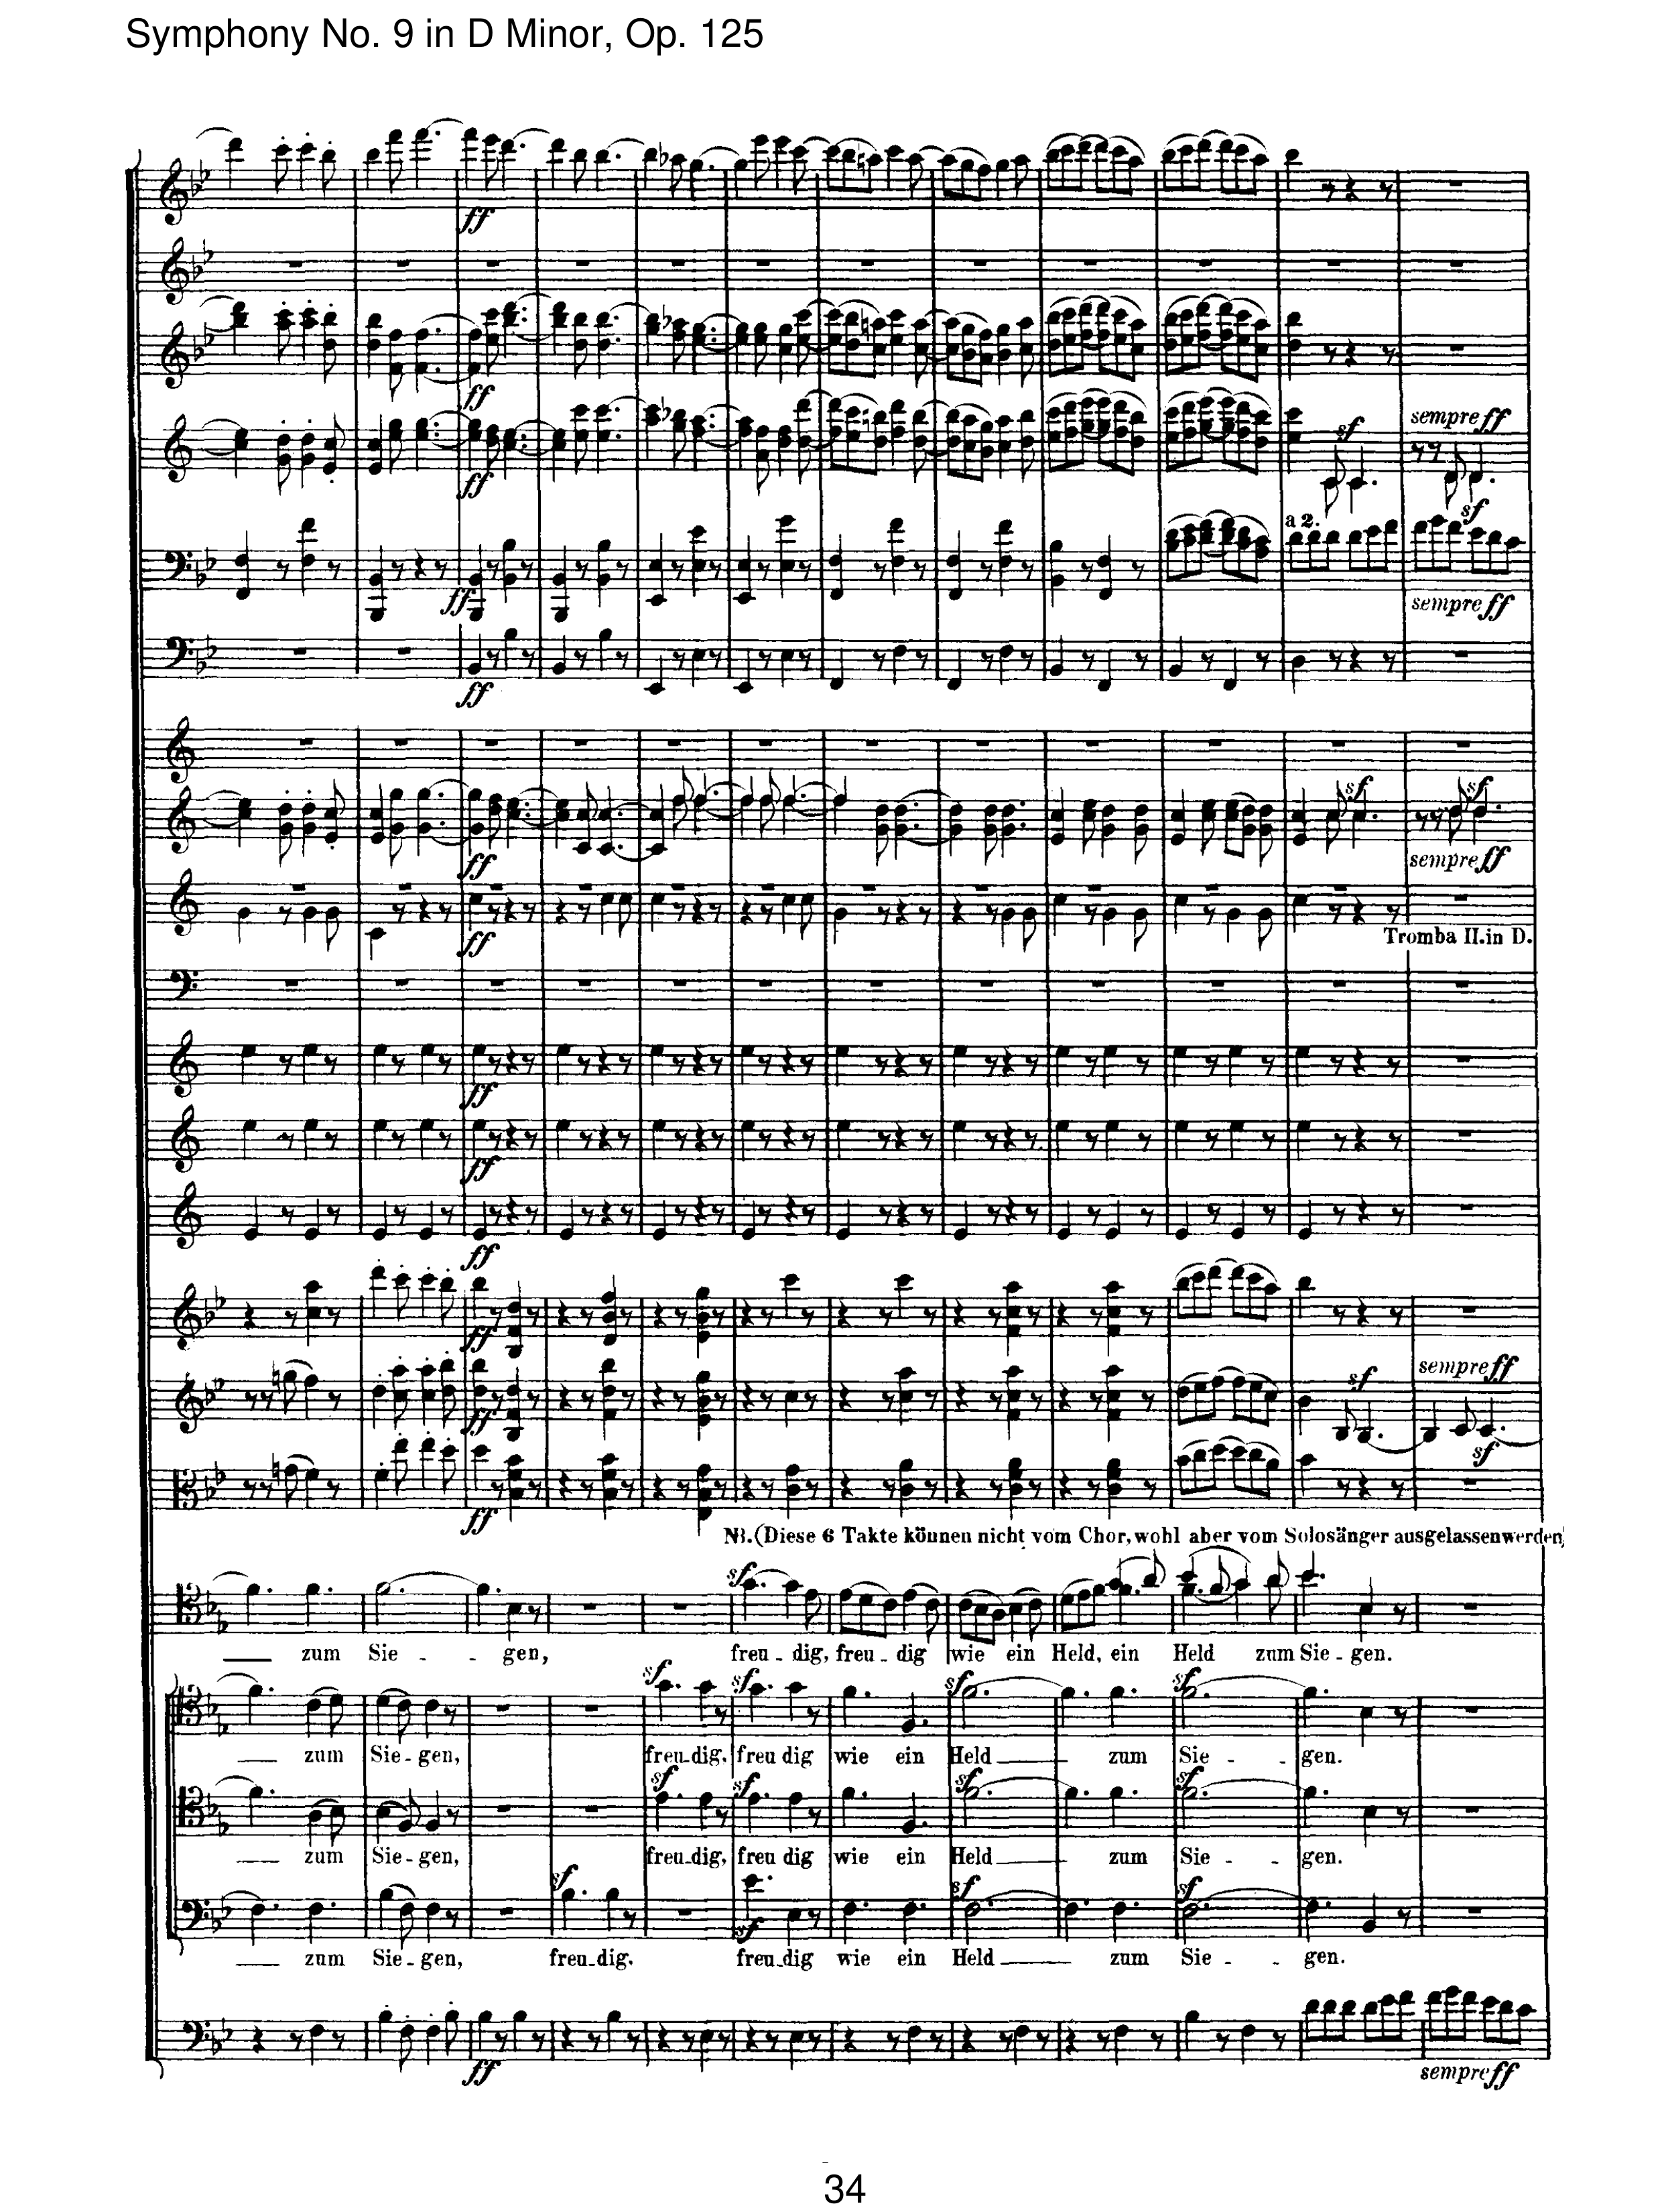 Symphony No. 9 in D Minor, Op. 125
ff
ff
sempre ff
sf
ff
sf
a 2.
ff
sempre ff
ff
sf sf
ff
sempre ff
ff
Tromba II. in D.
ff
ff
ff
ff
sempre ff
ff
sf
sf
ff
NB. (Diese 6 Takte können nicht vom Chor, wohl aber vom Solosänger ausgelassen werden)
sf
zum Sie - - gen, freu - dig, freu - dig wie ein Held, ein Held zum Sie - gen.
sf sf sf sf
zum Sie - gen, freu - dig, freu dig wie ein Held zum Sie - - gen.
sf sf sf sf
zum Sie - gen, freu - dig, freu dig wie ein Held zum Sie - - gen.
sf sf sf sf
zum Sie - gen, freu - dig. freu - dig wie ein Held zum Sie - - gen.
ff
sempre ff
34